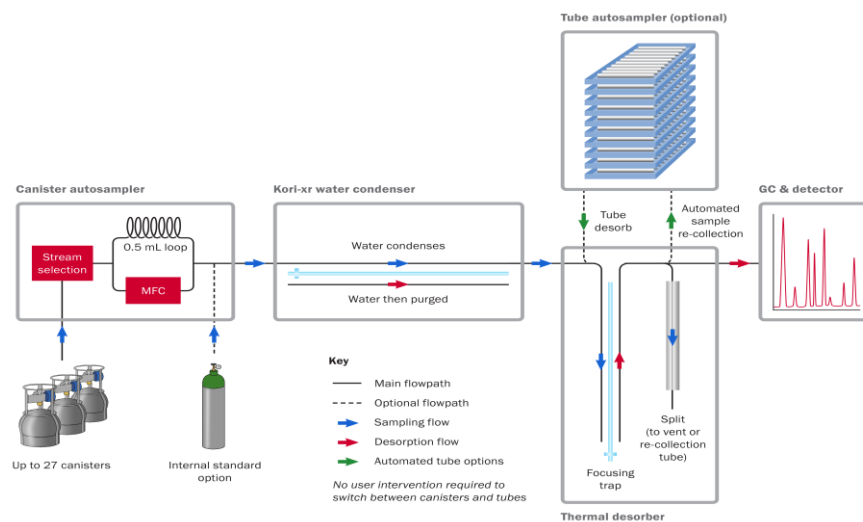 Tube autosampler (optional)
Canister autosampler
Kori-xr water condenser
GC & detector
0.5 mL loop
Stream
selection
MFC
Water condenses
Water then purged
Tube
desorb
Automated
sample
re-collection
Up to 27 canisters
Internal standard
option
Key
Main flowpath
Optional flowpath
Sampling flow
Desorption flow
Automated tube options
No user intervention required to
switch between canisters and tubes
Focusing
trap
Split
(to vent or
re-collection
tube)
Thermal desorber